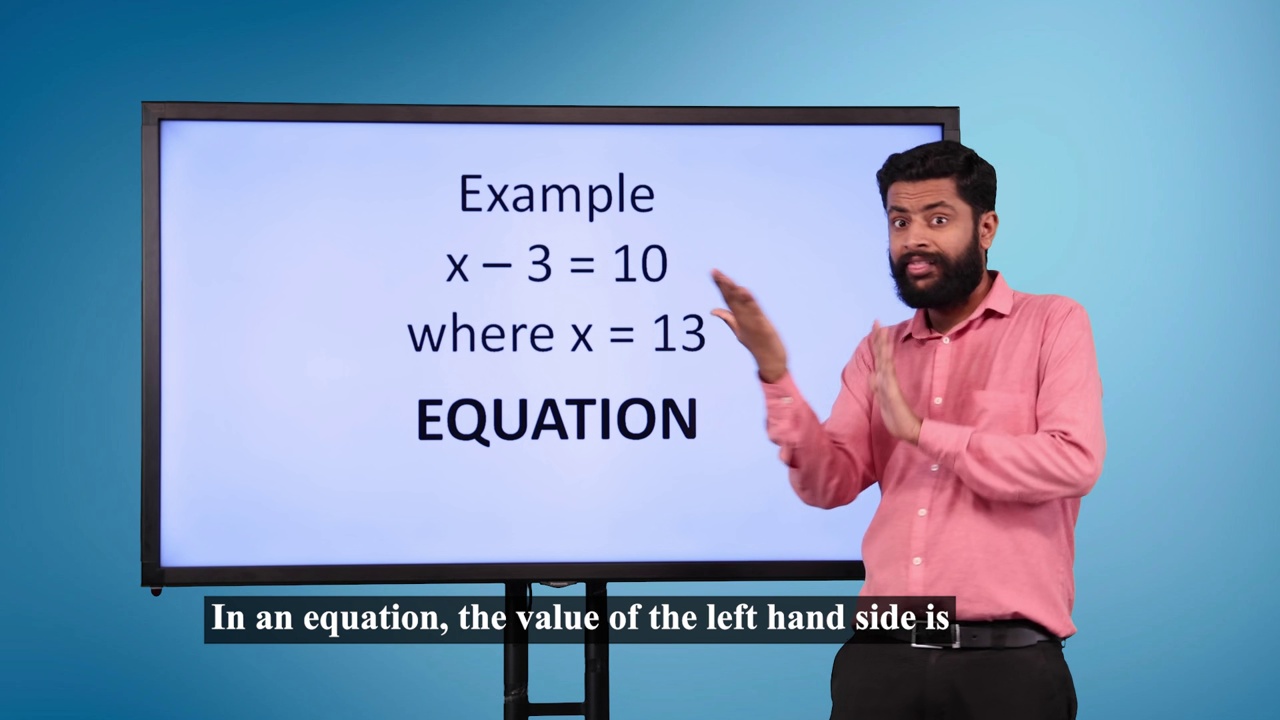 Example
x – 3 = 10
where x = 13
EQUATION
In an equation, the value of the left hand side is